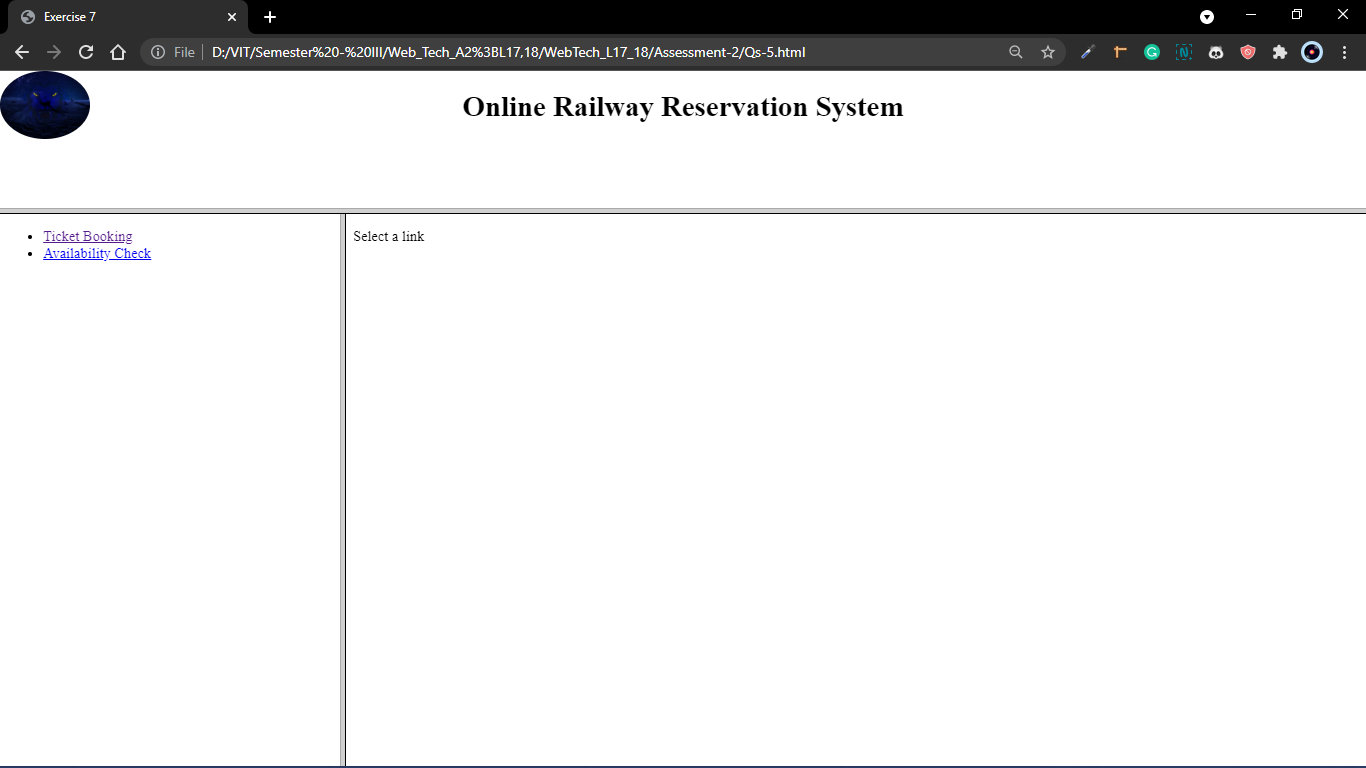 Exercise 7
File D:/VIT/Semester%20-%20III/Web_Tech_A2%3BL17,18/WebTech_L17_18/Assessment-2/Qs-5.html
Online Railway Reservation System
Ticket Booking
Availability Check
Select a link